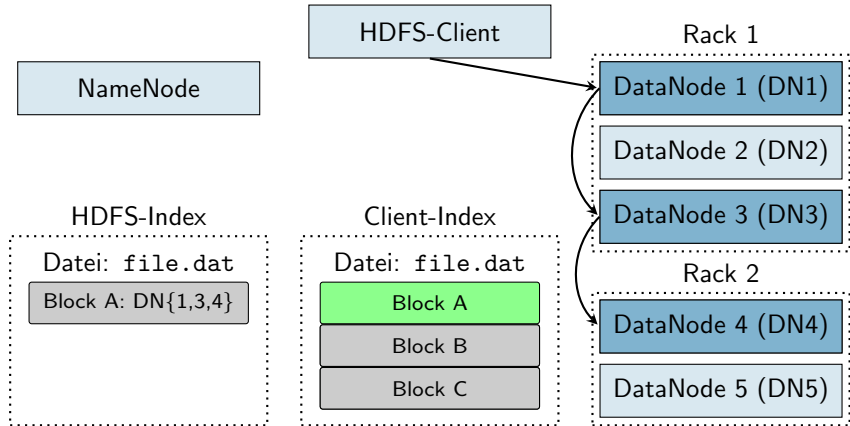 HDFS-Client
NameNode
Rack 1
DataNode 1 (DN1)
DataNode 2 (DN2)
DataNode 3 (DN3)
HDFS-Index
Datei: file.dat
Block A: DN{1,3,4}
Client-Index
Datei: file.dat
Block A
Block B
Block C
Rack 2
DataNode 4 (DN4)
DataNode 5 (DN5)